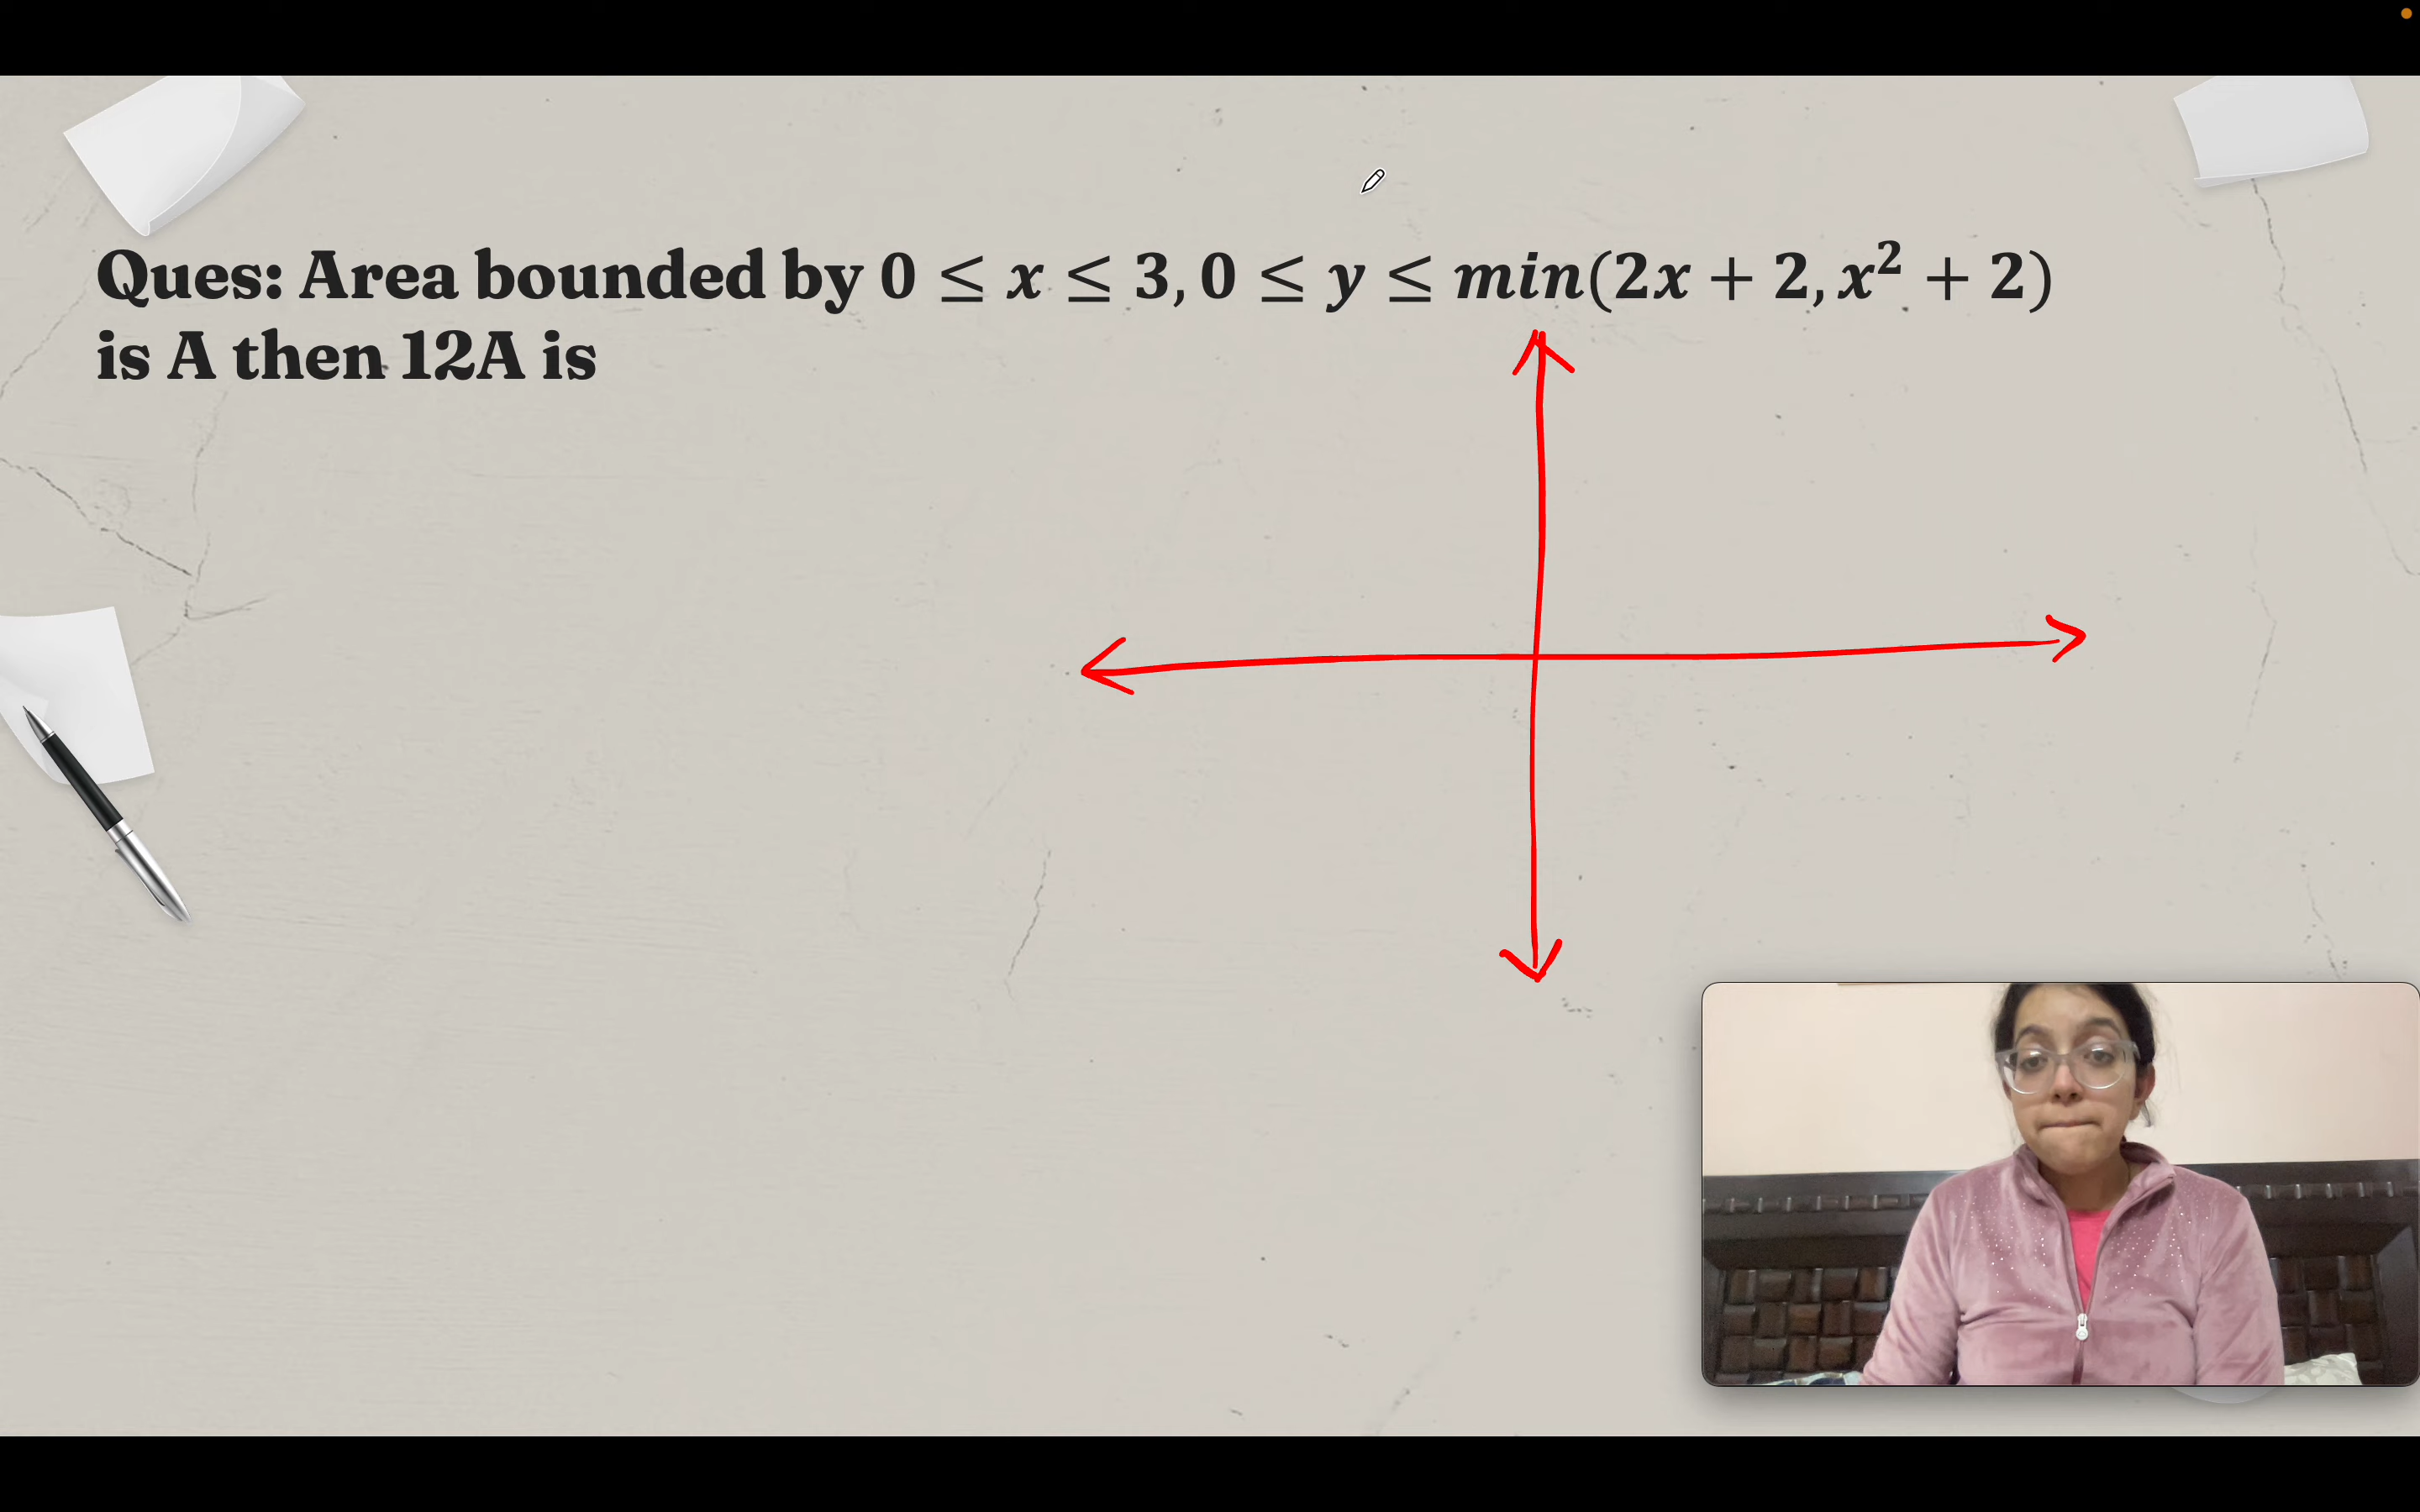 Ques: Area bounded by 0 ≤ x ≤ 3, 0 ≤ y ≤ min(2x + 2, x² + 2)
is A then 12A is